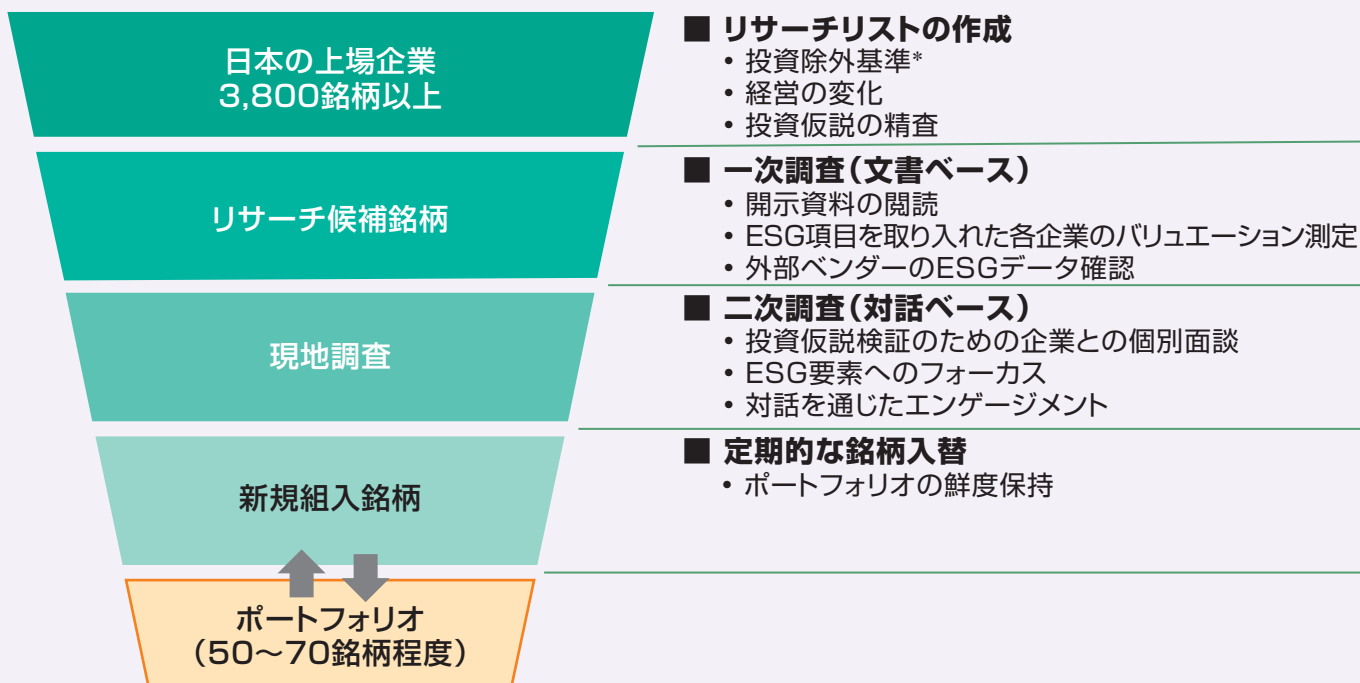 日本の上場企業
3,800銘柄以上
■ リサーチリストの作成
• 投資除外基準*
• 経営の変化
• 投資仮説の精査
リサーチ候補銘柄
■ 一次調査（文書ベース）
• 開示資料の閲読
• ESG項目を取り入れた各企業のバリュエーション測定
• 外部ベンダーのESGデータ確認
現地調査
■ 二次調査（対話ベース）
• 投資仮説検証のための企業との個別面談
• ESG要素へのフォーカス
• 対話を通じたエンゲージメント
新規組入銘柄
■ 定期的な銘柄入替
• ポートフォリオの鮮度保持
ポートフォリオ
（50～70銘柄程度）